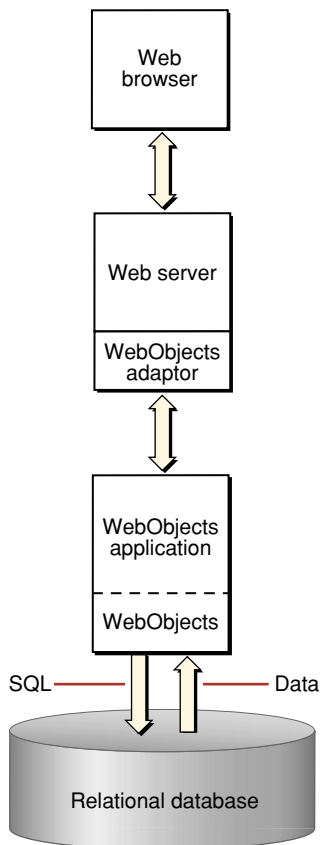 Web
browser
Web server
WebObjects
adaptor
WebObjects
application
WebObjects
SQL
Data
Relational database